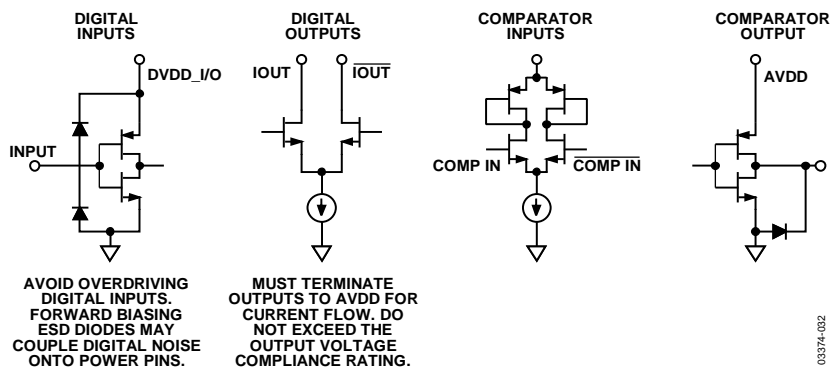 DIGITAL
INPUTS
DVDD_I/O
INPUT
AVOID OVERDRIVING
DIGITAL INPUTS.
FORWARD BIASING
ESD DIODES MAY
COUPLE DIGITAL NOISE
ONTO POWER PINS.
DIGITAL
OUTPUTS
IOUT
IOUT
MUST TERMINATE
OUTPUTS TO AVDD FOR
CURRENT FLOW. DO
NOT EXCEED THE
OUTPUT VOLTAGE
COMPLIANCE RATING.
COMPARATOR
INPUTS
COMP IN
COMP IN
COMPARATOR
OUTPUT
AVDD
03374-032